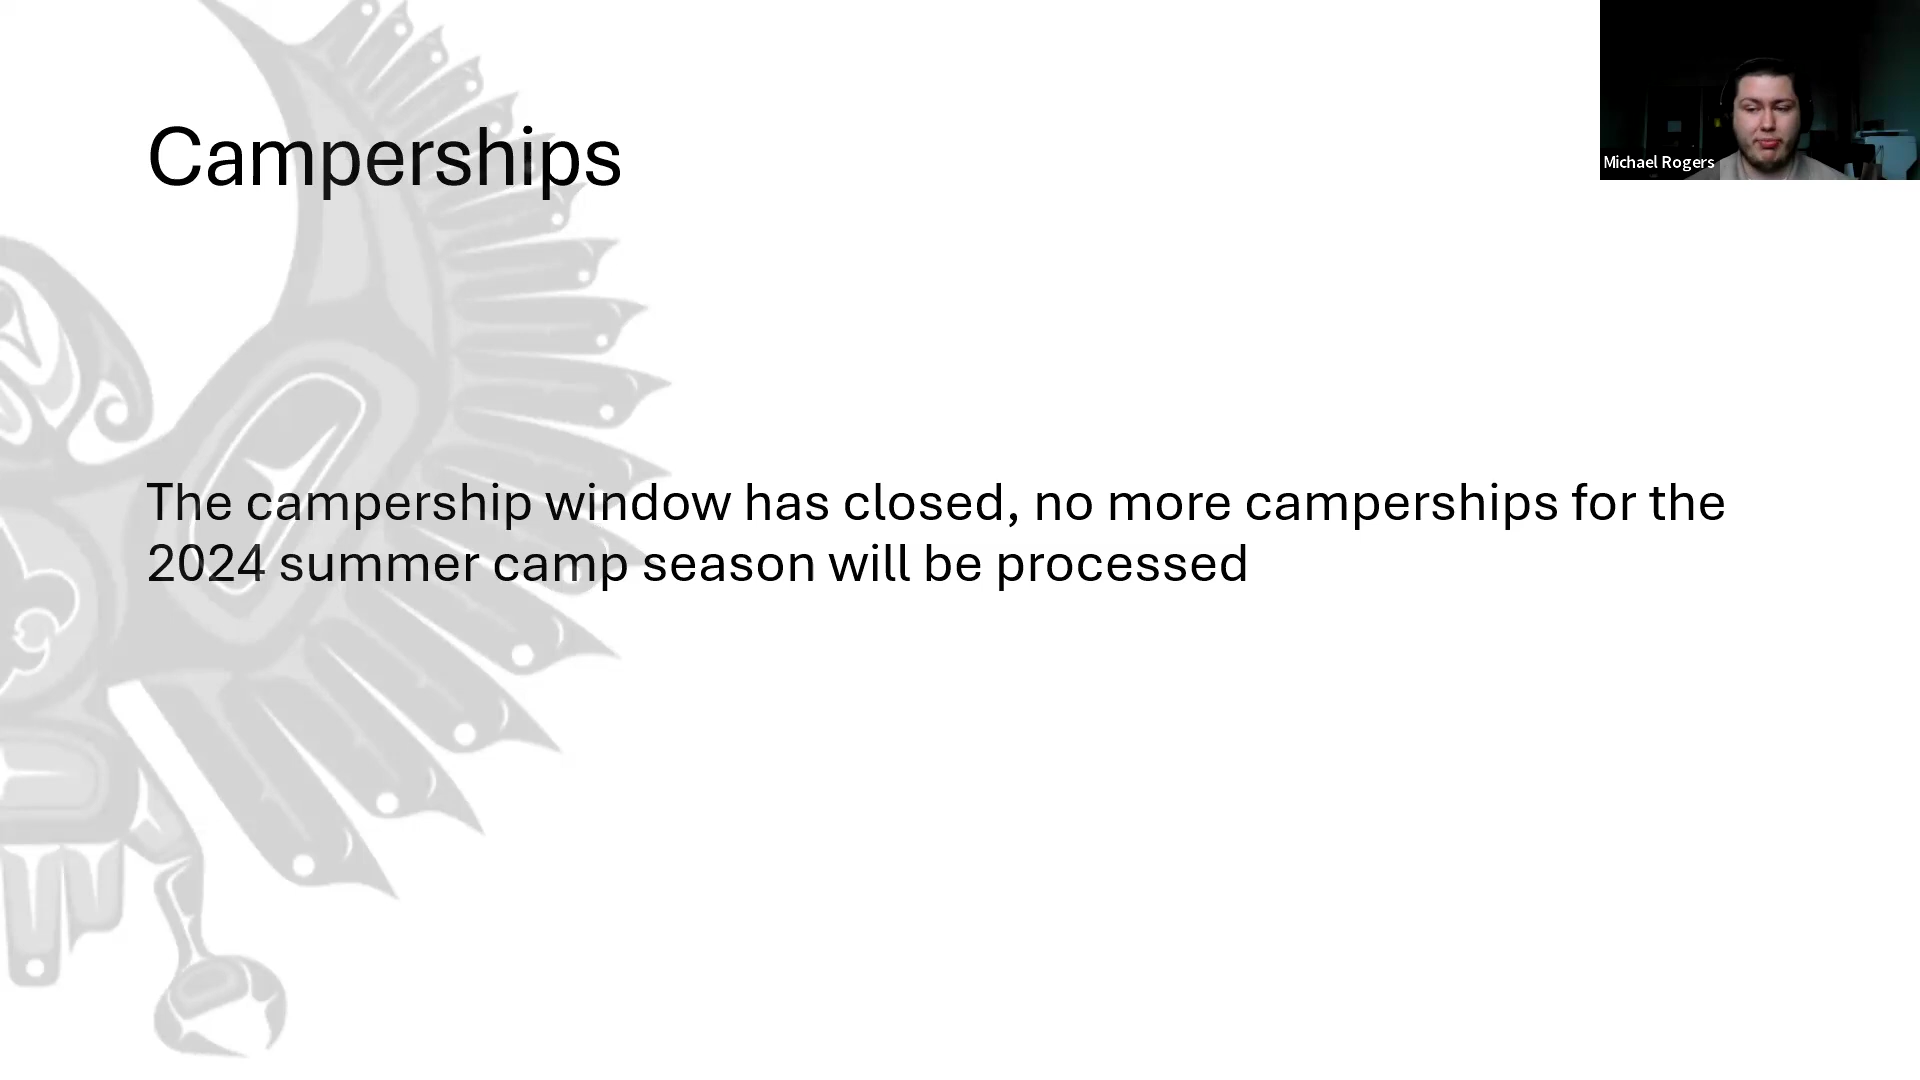 Camperships
Michael Rogers
The campership window has closed, no more camperships for the
2024 summer camp season will be processed